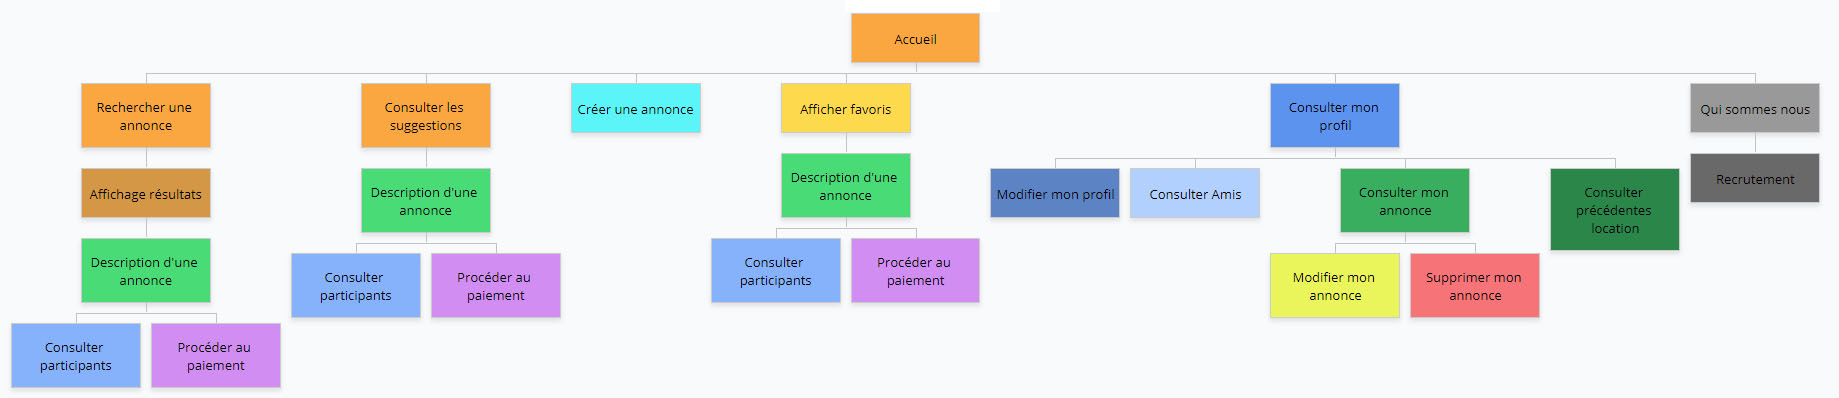 Accueil
Rechercher une
annonce
Consulter les
suggestions
Créer une annonce
Afficher favoris
Consulter mon
profil
Qui sommes nous
Affichage résultats
Description d'une
annonce
Description d'une
annonce
Modifier mon profil
Consulter Amis
Consulter mon
annonce
Consulter
précédentes
location
Recrutement
Description d'une
annonce
Consulter
participants
Procéder au
paiement
Consulter
participants
Procéder au
paiement
Modifier mon
annonce
Supprimer mon
annonce
Consulter
participants
Procéder au
paiement